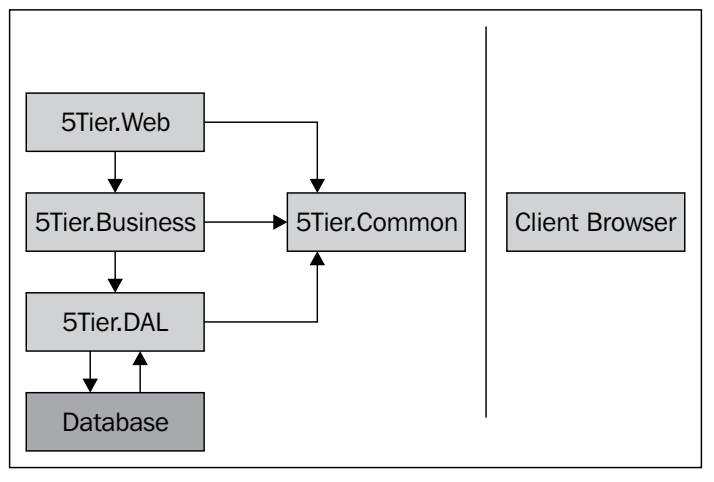 5Tier.Web
5Tier.Business
5Tier.Common
Client Browser
5Tier.DAL
Database